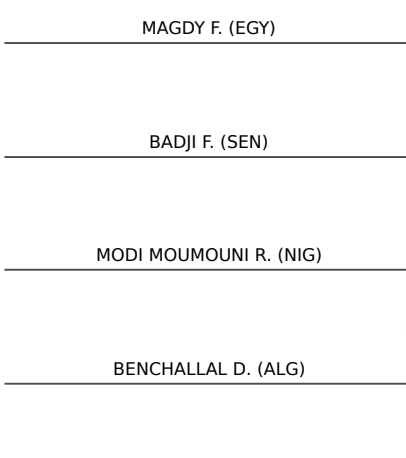 MAGDY F. (EGY)
BADJI F. (SEN)
MODI MOUMOUNI R. (NIG)
BENCHALLAL D. (ALG)